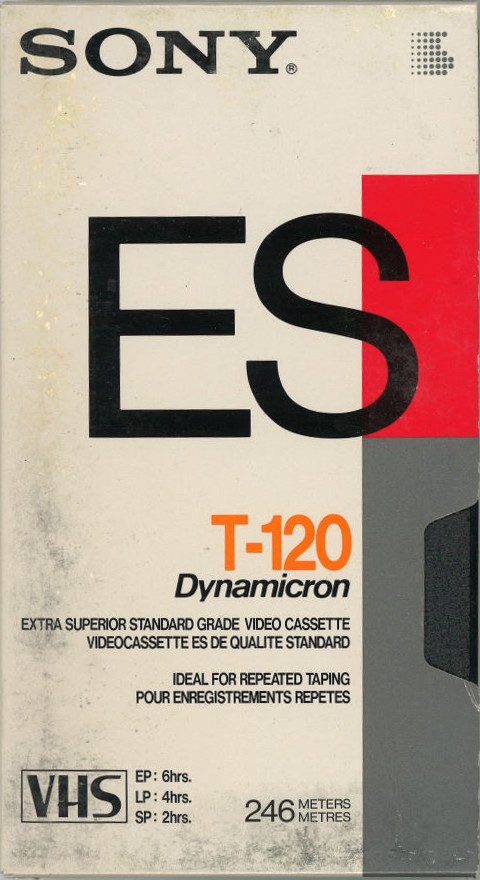 SONY®
ES
T-120
Dynamicron
EXTRA SUPERIOR STANDARD GRADE VIDEO CASSETTE
VIDEOCASSETTE ES DE QUALITE STANDARD
IDEAL FOR REPEATED TAPING
POUR ENREGISTREMENTS REPETES
VHS
EP: 6hrs.
LP: 4hrs.
SP: 2hrs.
246 METERS
METRES